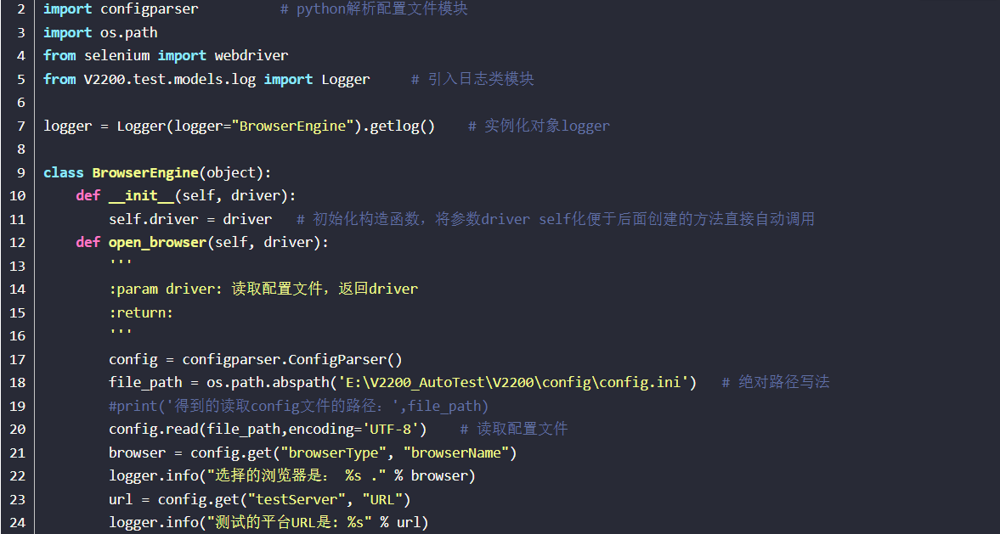 2 import configparser          # python解析配置文件模块
3 import os.path
4 from selenium import webdriver
5 from V2200.test.models.log import Logger     # 引入日志类模块
6
7 logger = Logger(logger="BrowserEngine").getlog()    # 实例化对象logger
8
9 class BrowserEngine(object):
10     def __init__(self, driver):
11         self.driver = driver   # 初始化构造函数，将参数driver self化便于后面创建的方法直接自动调用
12     def open_browser(self, driver):
13         '''
14         :param driver: 读取配置文件，返回driver
15         :return:
16         '''
17         config = configparser.ConfigParser()
18         file_path = os.path.abspath('E:\V2200_AutoTest\V2200\config\config.ini')   # 绝对路径写法
19         #print('得到的读取config文件的路径：',file_path)
20         config.read(file_path,encoding='UTF-8')    # 读取配置文件
21         browser = config.get("browserType", "browserName")
22         logger.info("选择的浏览器是： %s ." % browser)
23         url = config.get("testServer", "URL")
24         logger.info("测试的平台URL是：%s" % url)